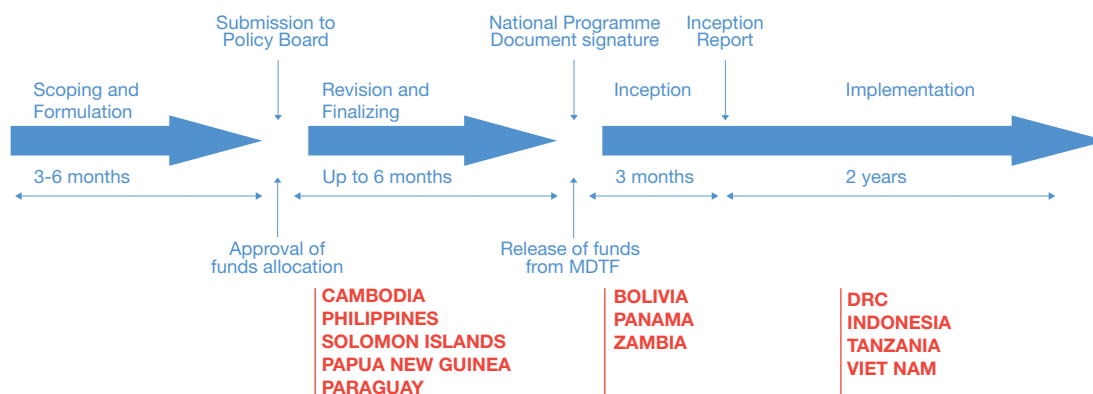 Submission to
Policy Board
National Programme
Document signature
Inception
Report
Scoping and
Formulation
Revision and
Finalizing
Inception
Implementation
3-6 months
Up to 6 months
3 months
2 years
Approval of
funds allocation
Release of funds
from MDTF
CAMBODIA
PHILIPPINES
SOLOMON ISLANDS
PAPUA NEW GUINEA
PARAGUAY
BOLIVIA
PANAMA
ZAMBIA
DRC
INDONESIA
TANZANIA
VIET NAM